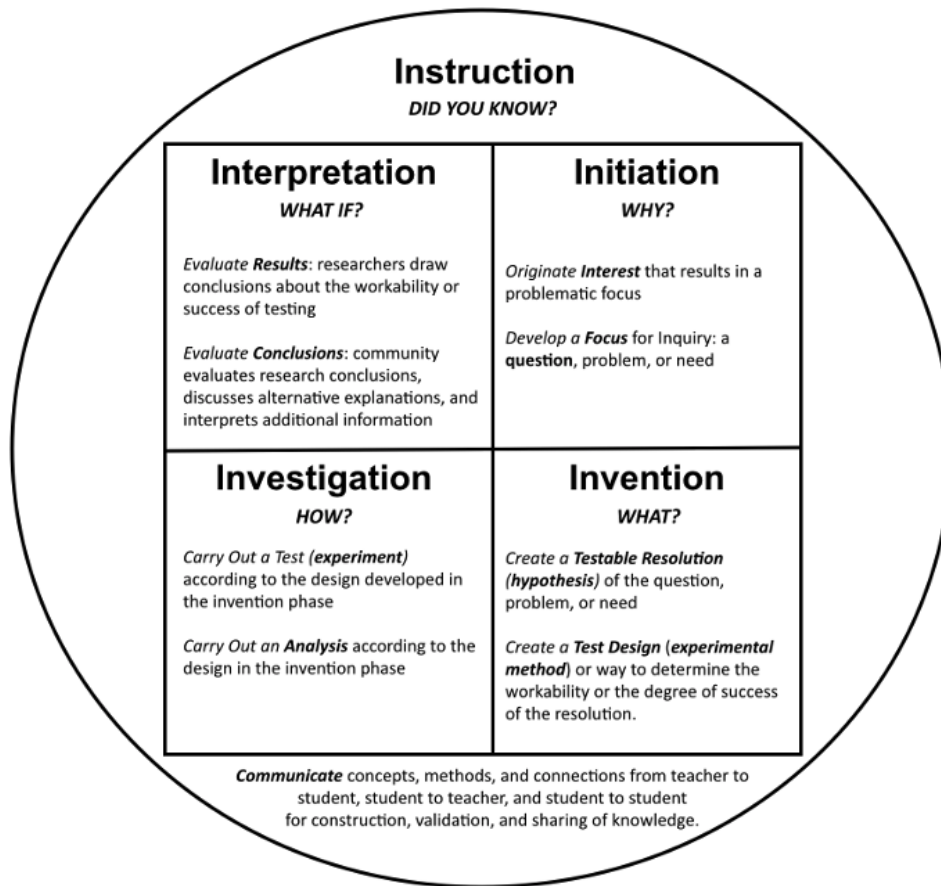 Instruction
DID YOU KNOW?
Interpretation
WHAT IF?
Evaluate Results: researchers draw
conclusions about the workability or
success of testing
Evaluate Conclusions: community
evaluates research conclusions,
discusses alternative explanations, and
interprets additional information
Initiation
WHY?
Originate Interest that results in a
problematic focus
Develop a Focus for Inquiry: a
question, problem, or need
Investigation
HOW?
Carry Out a Test (experiment)
according to the design developed in
the invention phase
Carry Out an Analysis according to the
design in the invention phase
Invention
WHAT?
Create a Testable Resolution
(hypothesis) of the question,
problem, or need
Create a Test Design (experimental
method) or way to determine the
workability or the degree of success
of the resolution.
Communicate concepts, methods, and connections from teacher to
student, student to teacher, and student to student
for construction, validation, and sharing of knowledge.